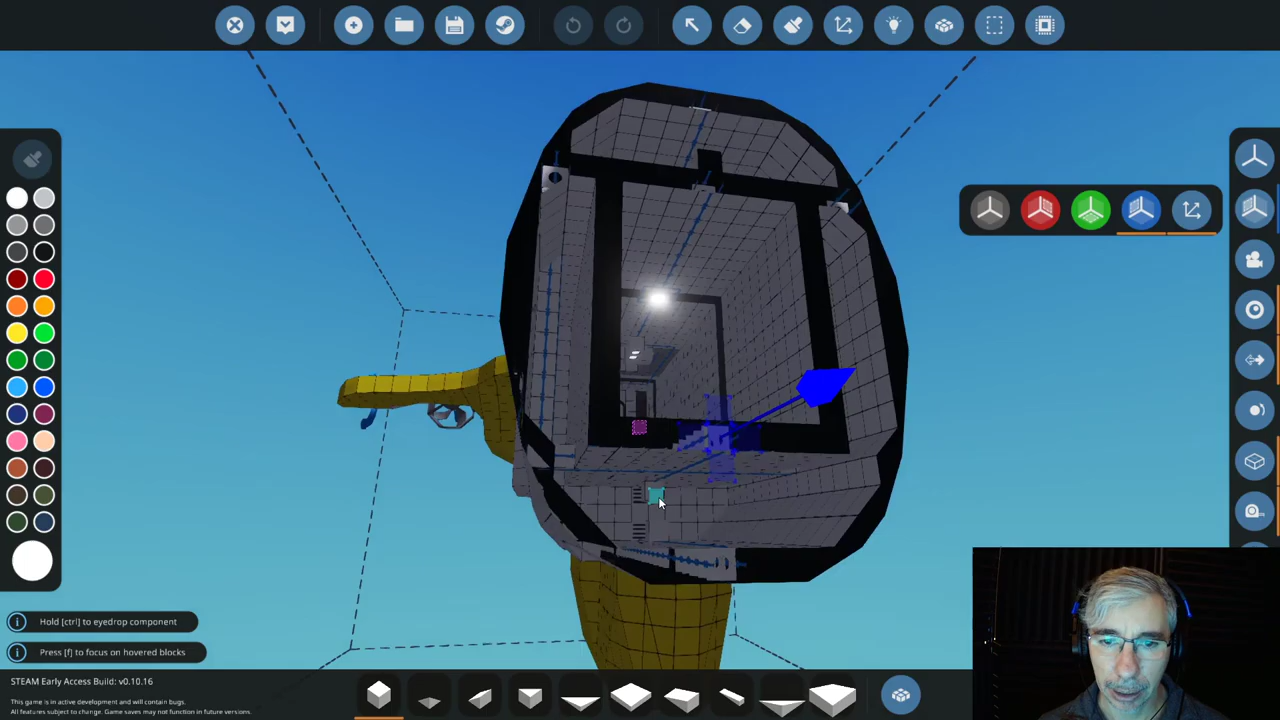 Hold [ctrl] to eyedrop component
Press [f] to focus on hovered blocks
STEAM Early Access Build: v0.10.16
This game is in active development and will contain bugs.
All features subject to change. Game saves may not function in future versions.